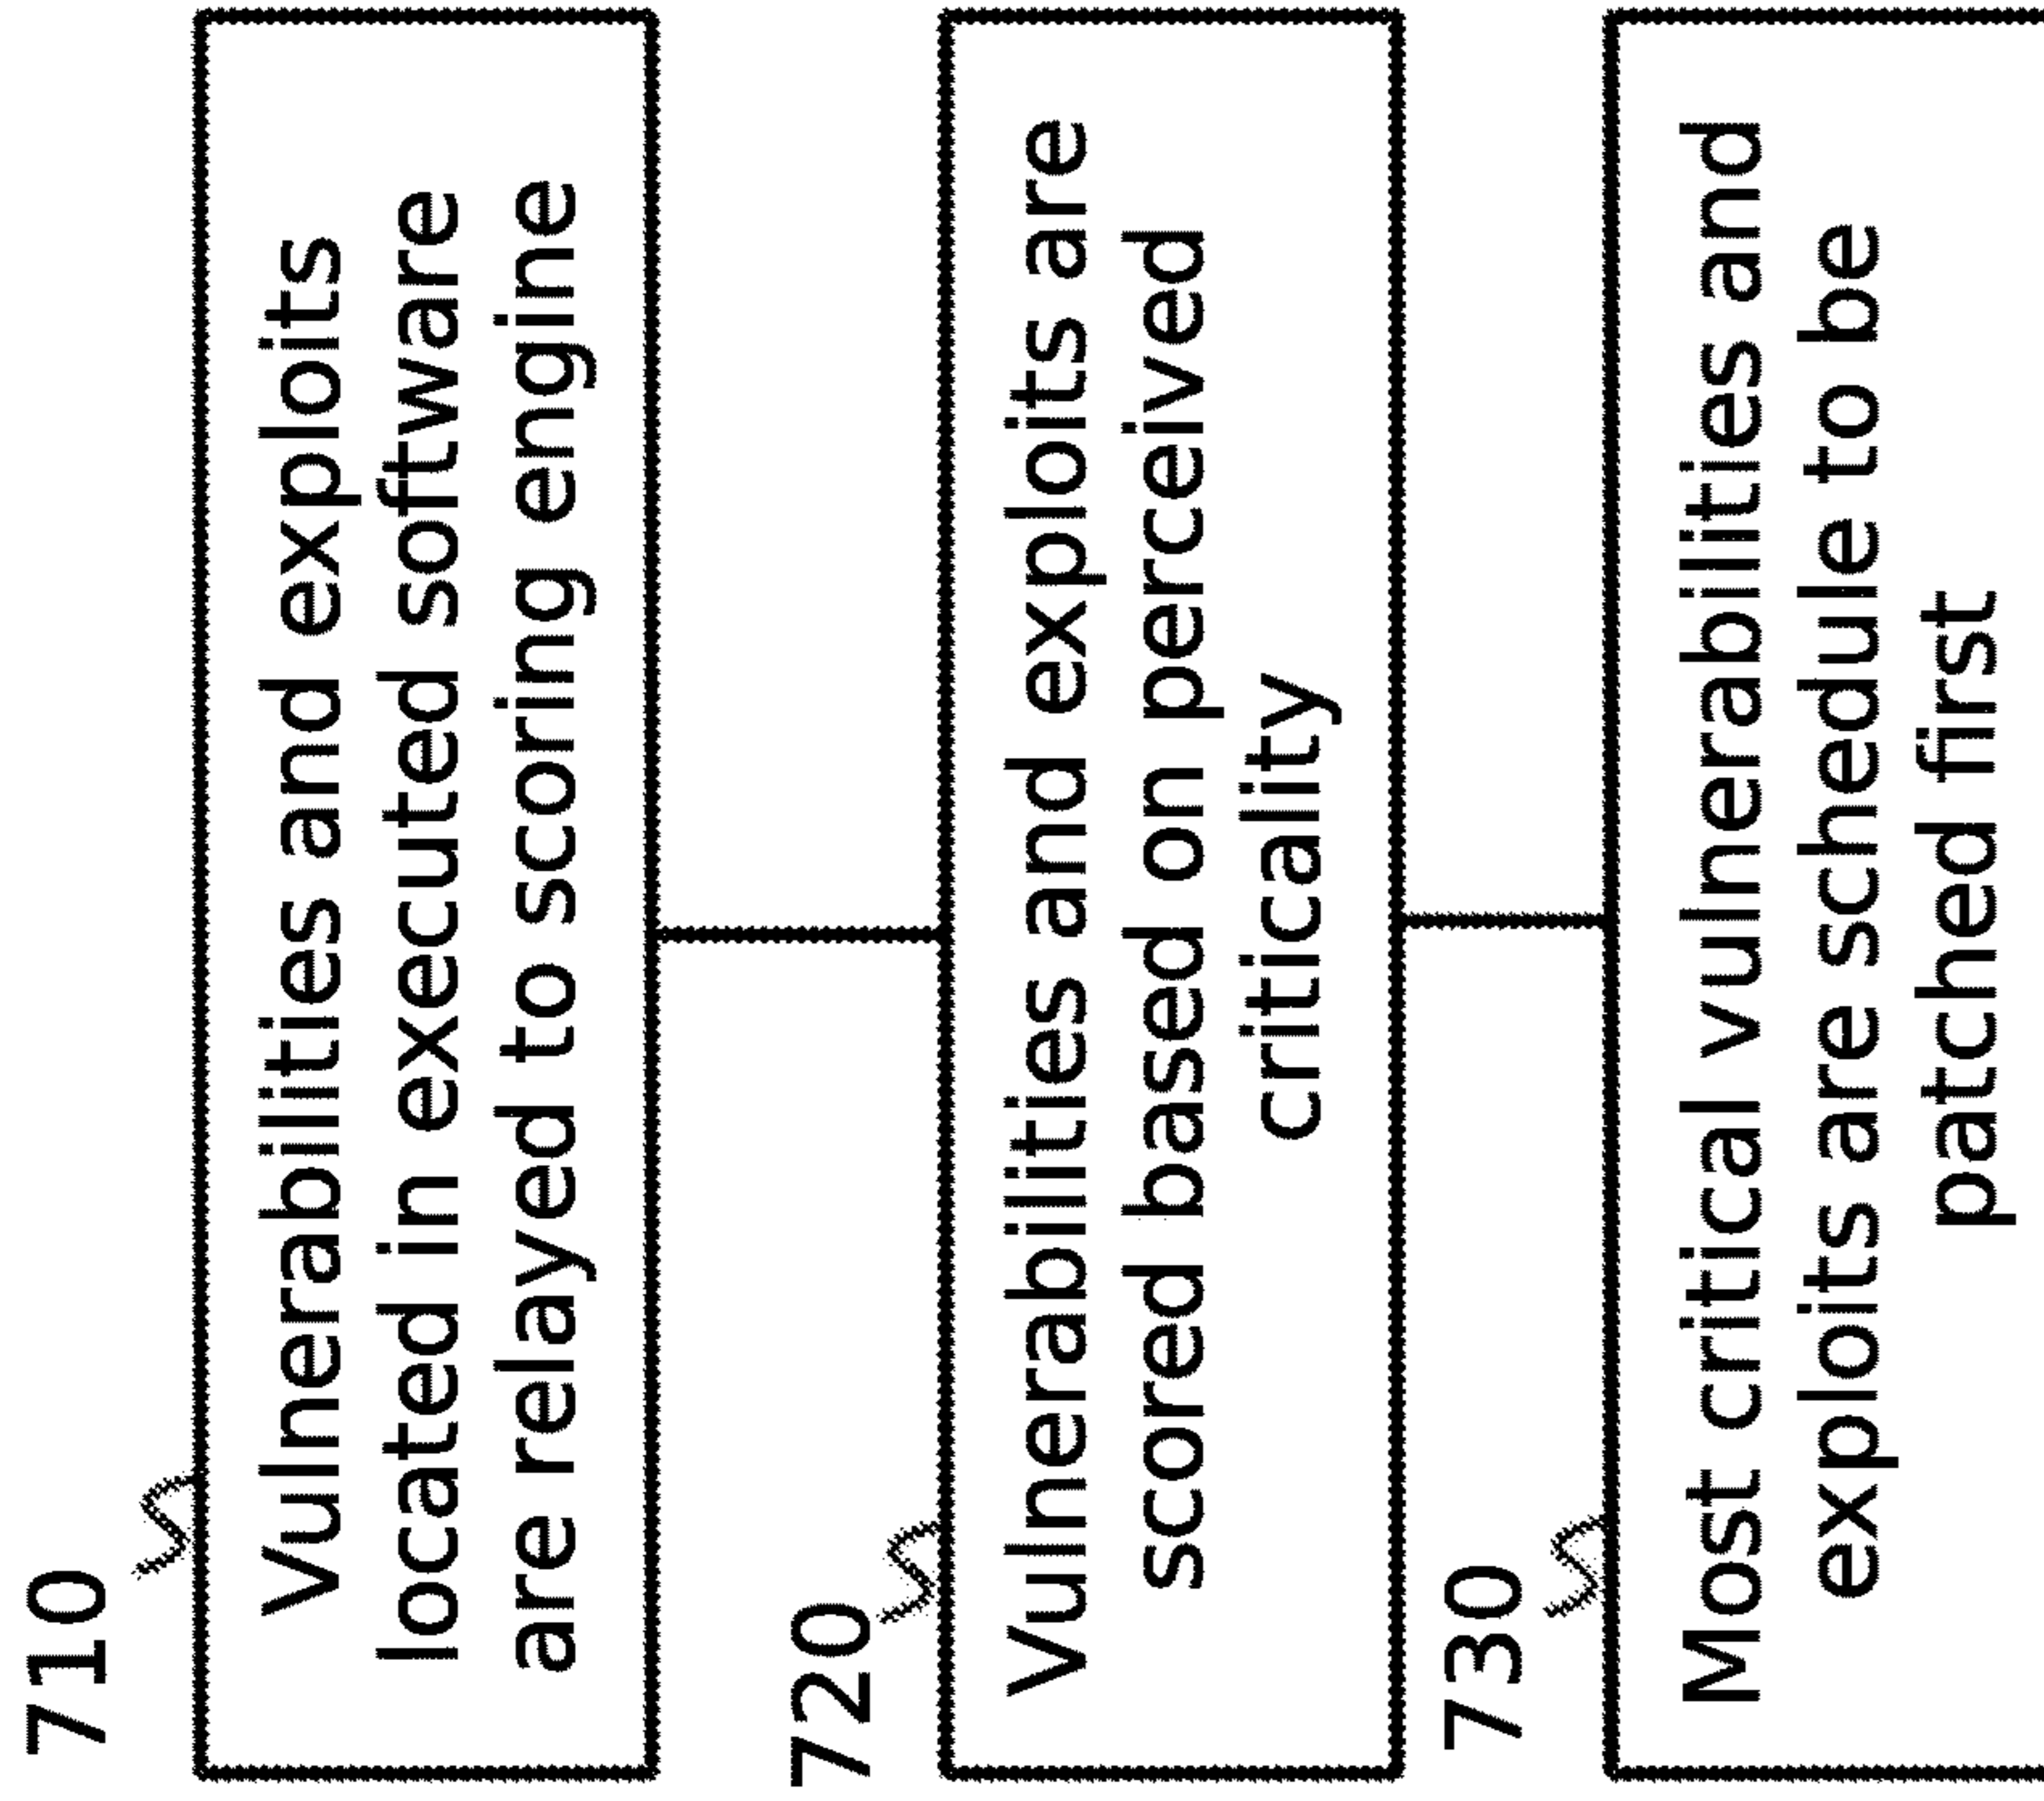 710
Vulnerabilities and exploits
located in executed software
are relayed to scoring engine
720
Vulnerabilities and exploits are
scored based on perceived
criticality
730
Most critical vulnerabilities and
exploits are schedule to be
patched first